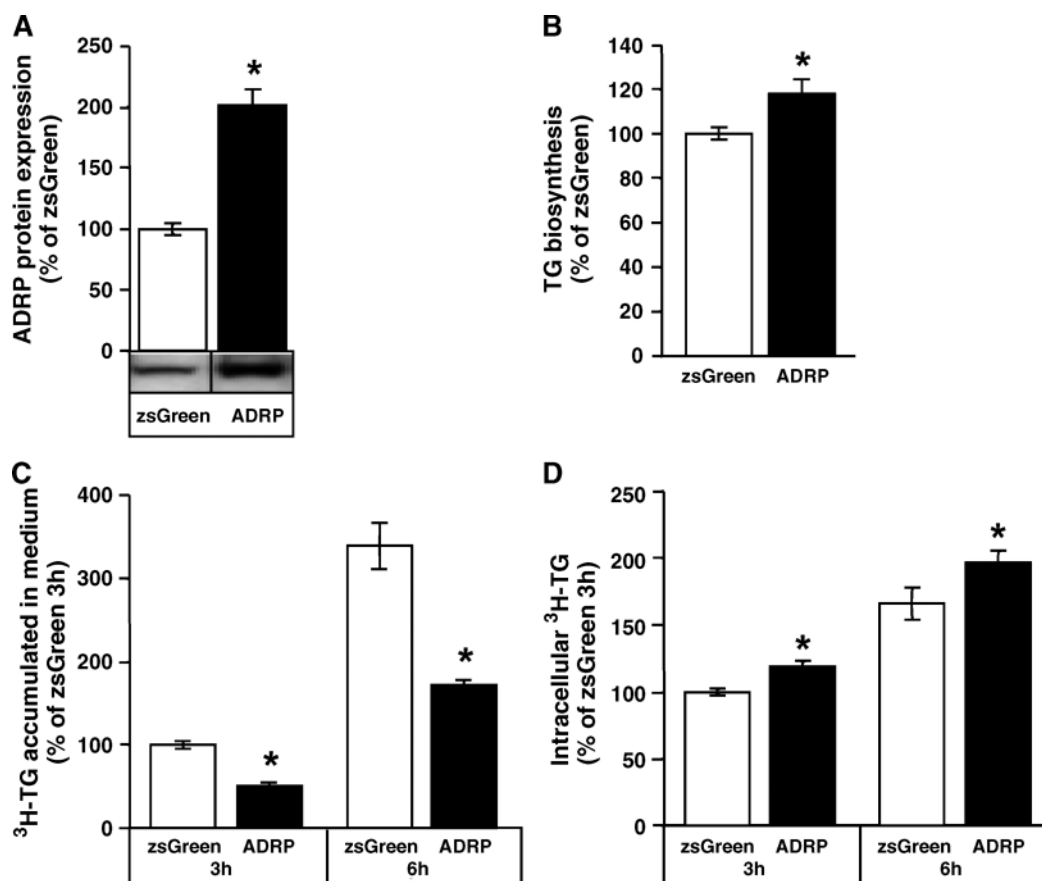 A
ADRP protein expression
(% of zsGreen)
250
200
150
100
50
0
*
zsGreen ADRP
B
TG biosynthesis
(% of zsGreen)
140
120
100
80
60
40
20
0
*
zsGreen ADRP
C
³H-TG accumulated in medium
(% of zsGreen 3h)
400
300
200
100
0
*
*
zsGreen ADRP zsGreen ADRP
3h 6h
D
Intracellular ³H-TG
(% of zsGreen 3h)
250
200
150
100
50
0
*
*
zsGreen ADRP zsGreen ADRP
3h 6h